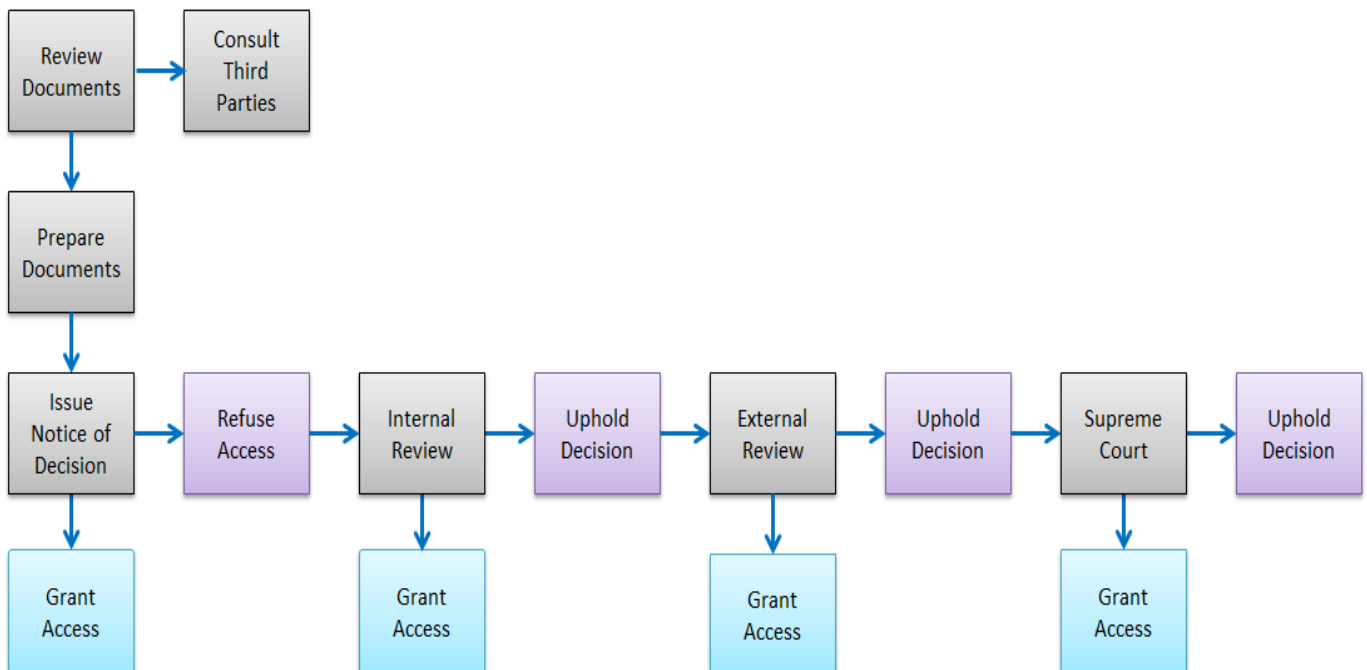 Review
Documents
Consult
Third
Parties
Prepare
Documents
Issue
Notice of
Decision
Refuse
Access
Internal
Review
Uphold
Decision
External
Review
Uphold
Decision
Supreme
Court
Uphold
Decision
Grant
Access
Grant
Access
Grant
Access
Grant
Access